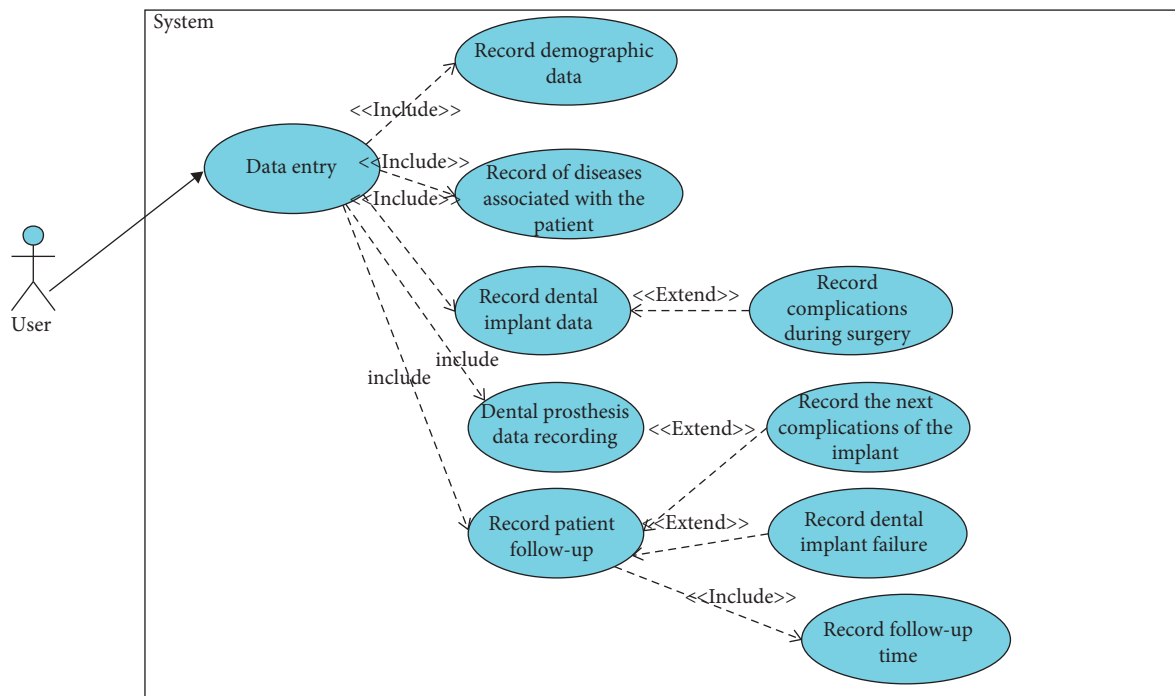 System
Record demographic
data
<<Include>>
Data entry
<<Include>>
<<Include>>
Record of diseases
associated with the
patient
User
Record dental
implant data
<<Extend>>
Record
complications
during surgery
include
include
Dental prosthesis
data recording
<<Extend>>
Record the next
complications of the
implant
Record patient
follow-up
<<Extend>>
Record dental
implant failure
<<Include>>
Record follow-up
time